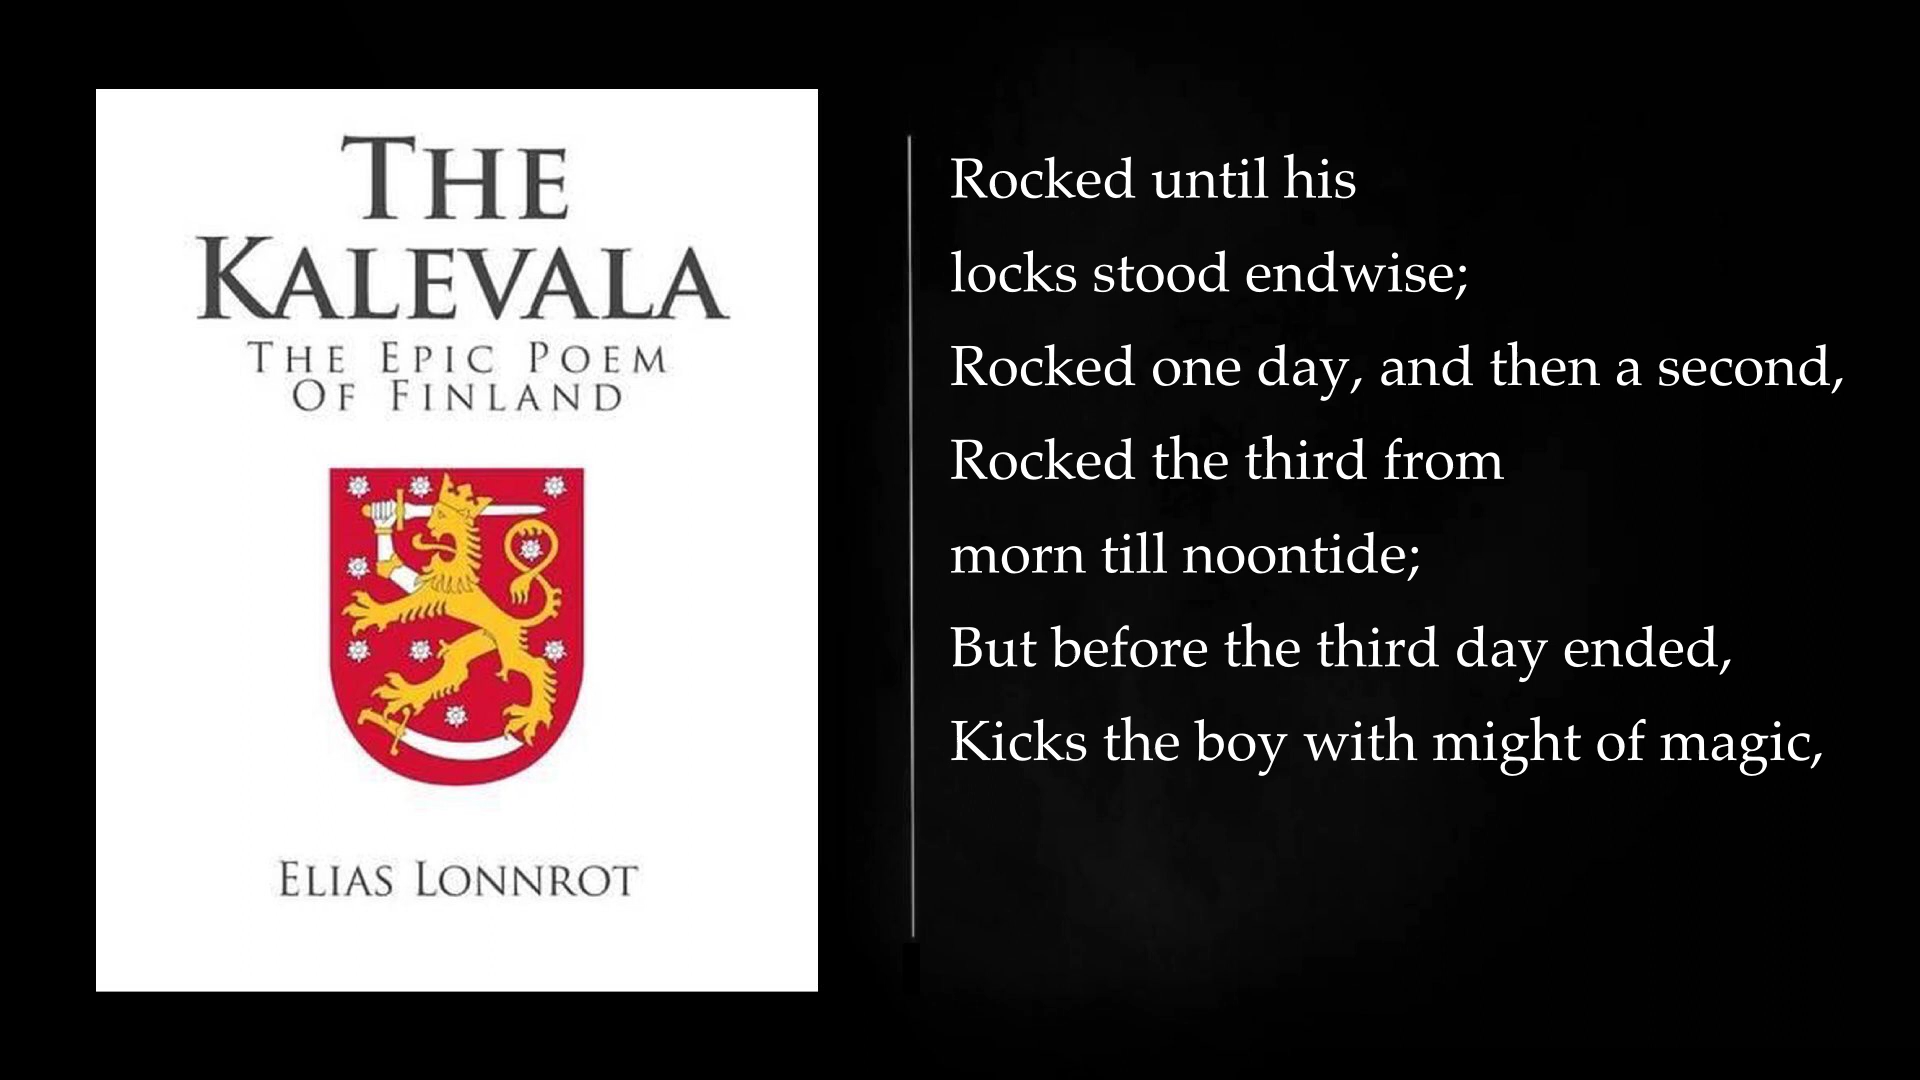 THE
KALEVALA
THE EPIC POEM
OF FINLAND
ELIAS LONNROT
Rocked until his
locks stood endwise;
Rocked one day, and then a second,
Rocked the third from
morn till noontide;
But before the third day ended,
Kicks the boy with might of magic,